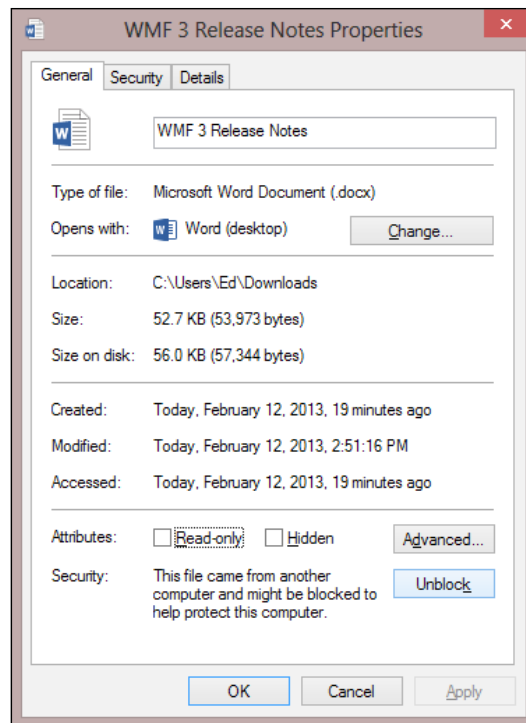 WMF 3 Release Notes Properties
General Security Details
WMF 3 Release Notes
Type of file: Microsoft Word Document (.docx)
Opens with: Word (desktop) Change...
Location: C:\Users\Ed\Downloads
Size: 52.7 KB (53,973 bytes)
Size on disk: 56.0 KB (57,344 bytes)
Created: Today, February 12, 2013, 19 minutes ago
Modified: Today, February 12, 2013, 2:51:16 PM
Accessed: Today, February 12, 2013, 19 minutes ago
Attributes: Read-only Hidden Advanced...
Security: This file came from another
computer and might be blocked to
help protect this computer.
Unblock
OK Cancel Apply